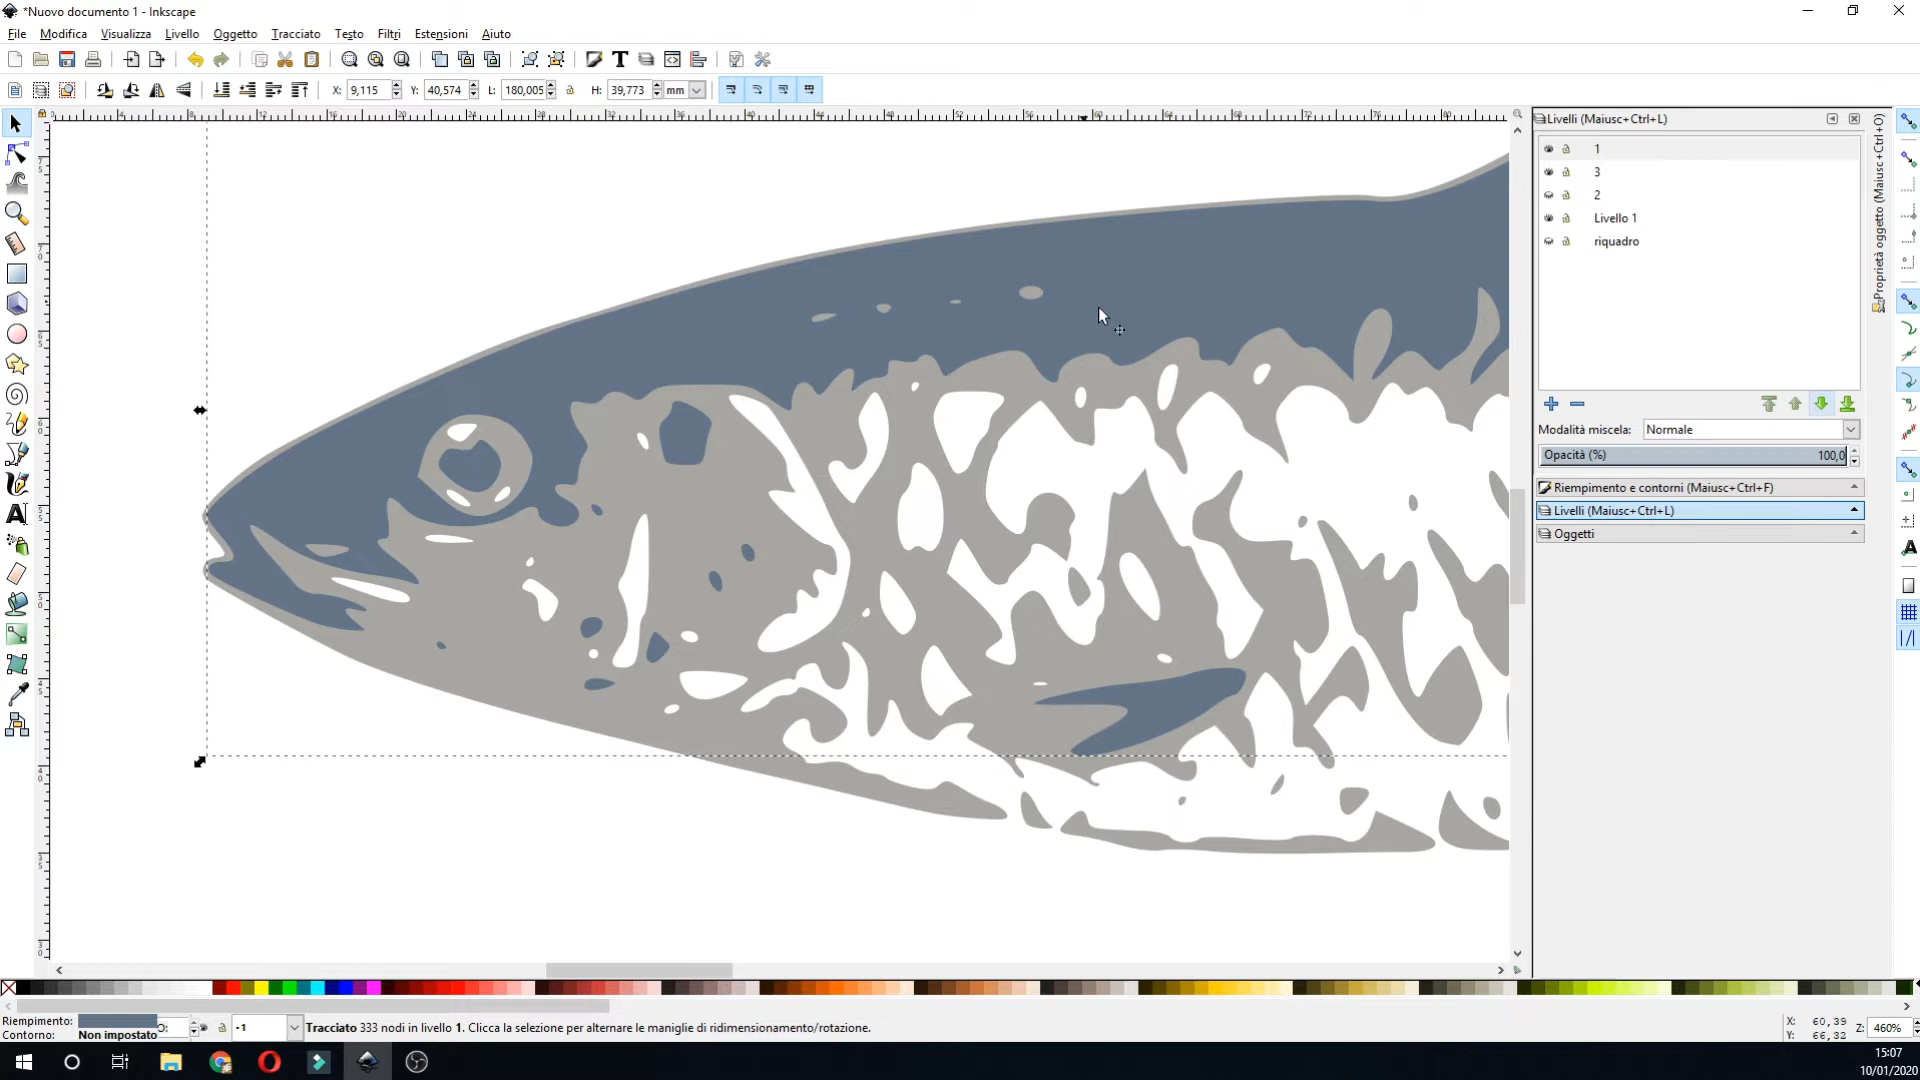 *Nuovo documento 1 - Inkscape
File Modifica Visualizza Livello Oggetto Tracciato Testo Filtri Estensioni Aiuto
X: 9,115 Y: 40,574 L: 180,005 H: 39,773 mm
Livelli (Maiusc+Ctrl+L)
1
3
2
Livello 1
riquadro
Proprietà oggetto (Maiusc+Ctrl+O)
Modalità miscela: Normale
Opacità (%) 100,0
Riempimento e contorni (Maiusc+Ctrl+F)
Livelli (Maiusc+Ctrl+L)
Oggetti
Riempimento: O: -1 Tracciato 333 nodi in livello 1. Clicca la selezione per alternare le maniglie di ridimensionamento/rotazione.
Contorno: Non impostato
X: 60,39
Y: 66,32
Z: 460%
15:07
10/01/2020